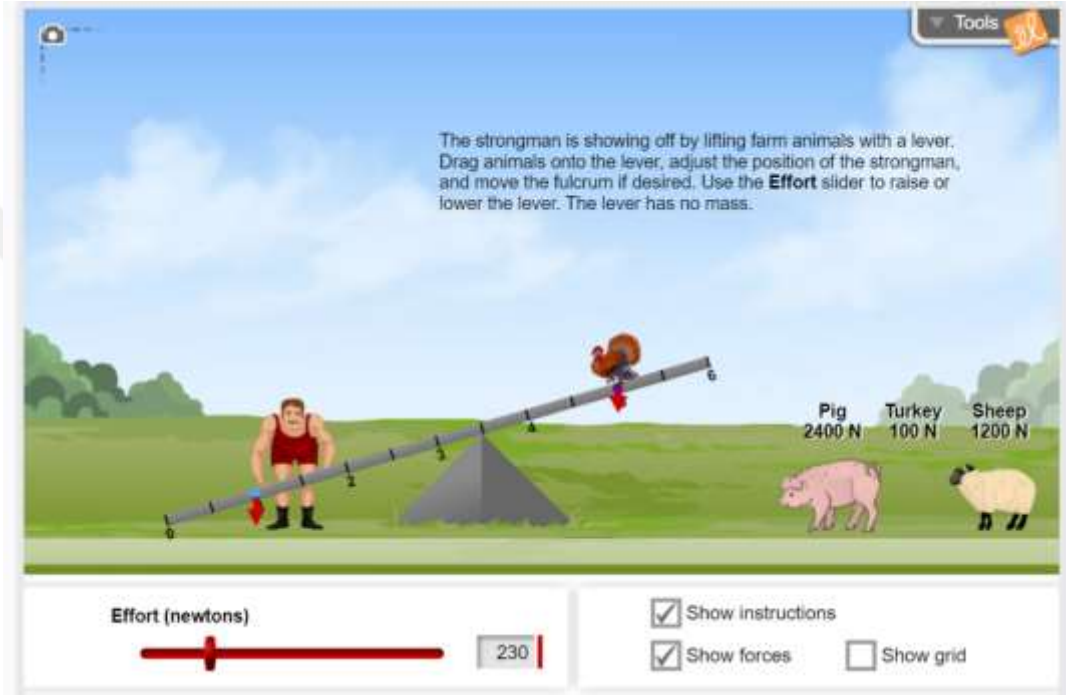 Tools
The strongman is showing off by lifting farm animals with a lever.
Drag animals onto the lever, adjust the position of the strongman,
and move the fulcrum if desired. Use the Effort slider to raise or
lower the lever. The lever has no mass.
6
4
3
2
0
Pig Turkey Sheep
2400 N 100 N 1200 N
Effort (newtons)
230
Show instructions
Show forces Show grid